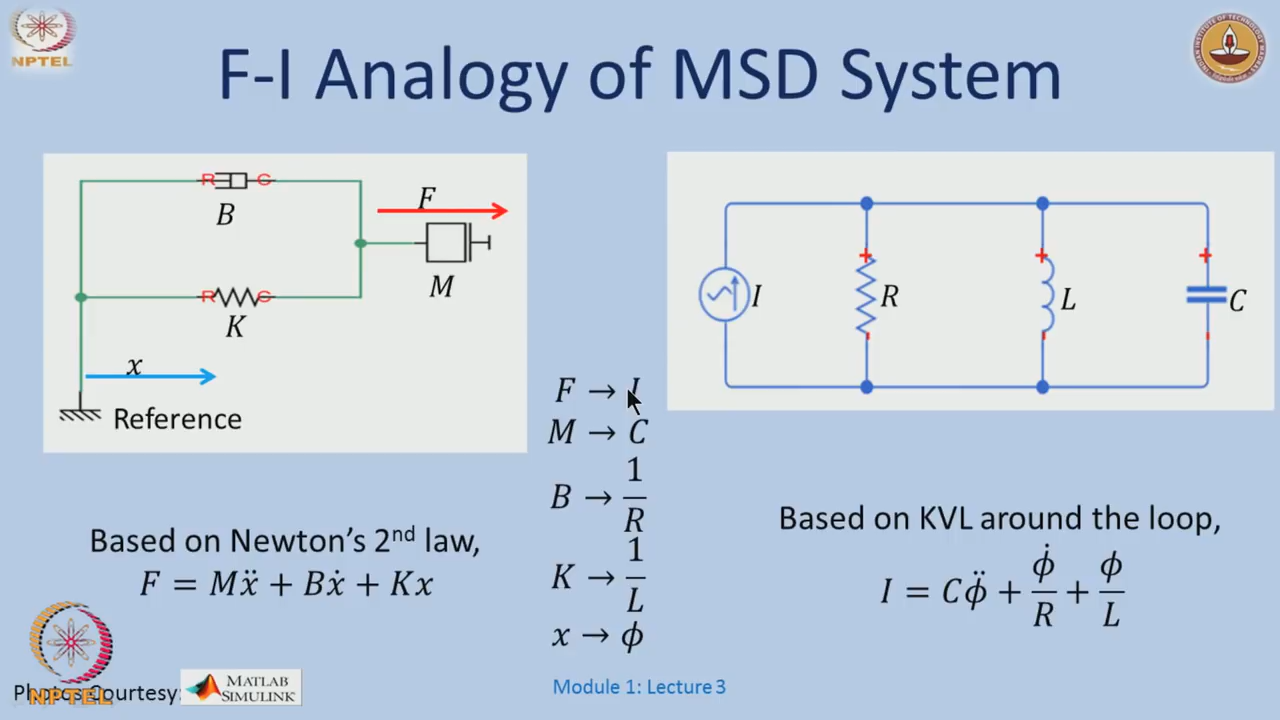 NPTEL
F-I Analogy of MSD System
R C
B
F
M
R C
K
x
Reference
I
R
L
C
F → I
M → C
B → 1/R
K → 1/L
x → ϕ
Based on Newton's 2nd law,
F = Mẍ + Bẋ + Kx
Based on KVL around the loop,
I = Cϕ̈ + ϕ̇/R + ϕ/L
Photos Courtesy:
NPTEL
MATLAB
SIMULINK
Module 1: Lecture 3